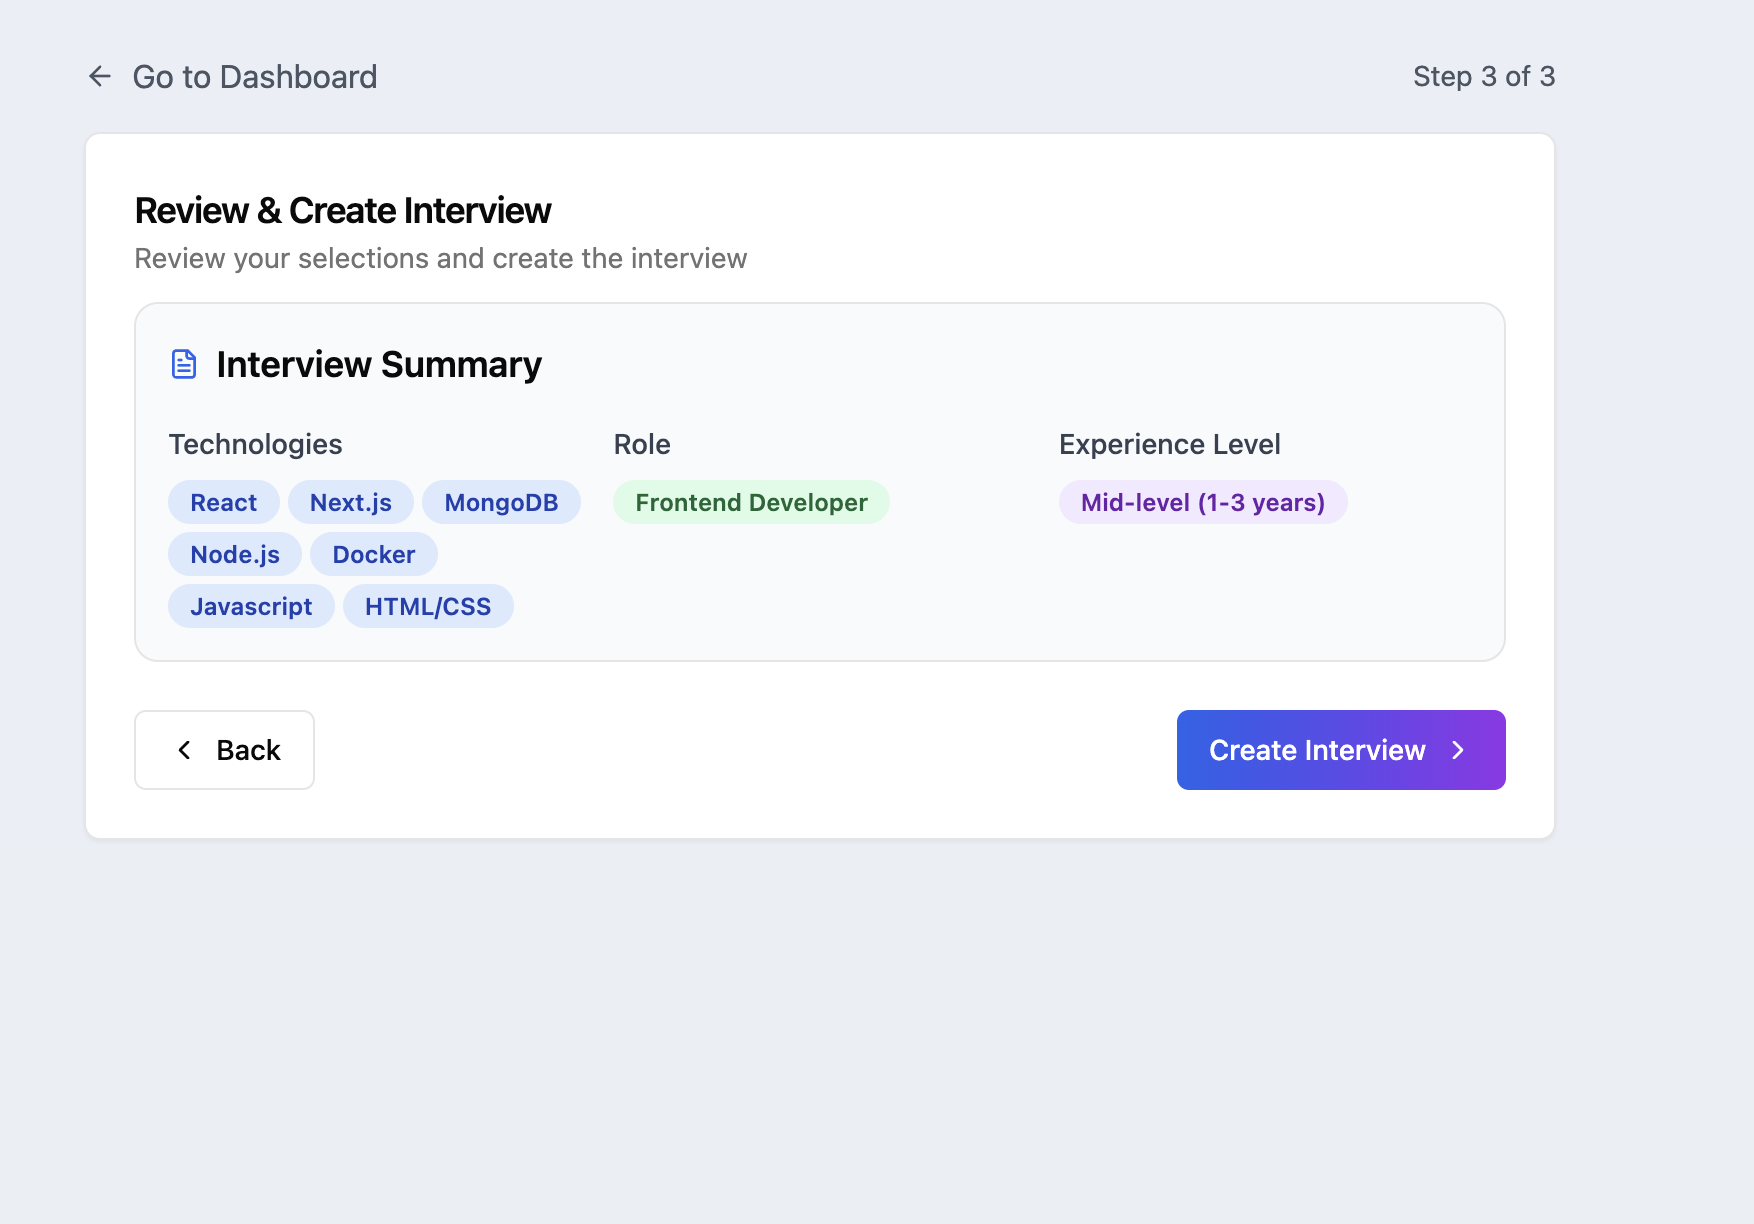 Go to Dashboard
Step 3 of 3
Review & Create Interview
Review your selections and create the interview
Interview Summary
Technologies
React Next.js MongoDB
Node.js Docker
Javascript HTML/CSS
Role
Frontend Developer
Experience Level
Mid-level (1-3 years)
Back
Create Interview